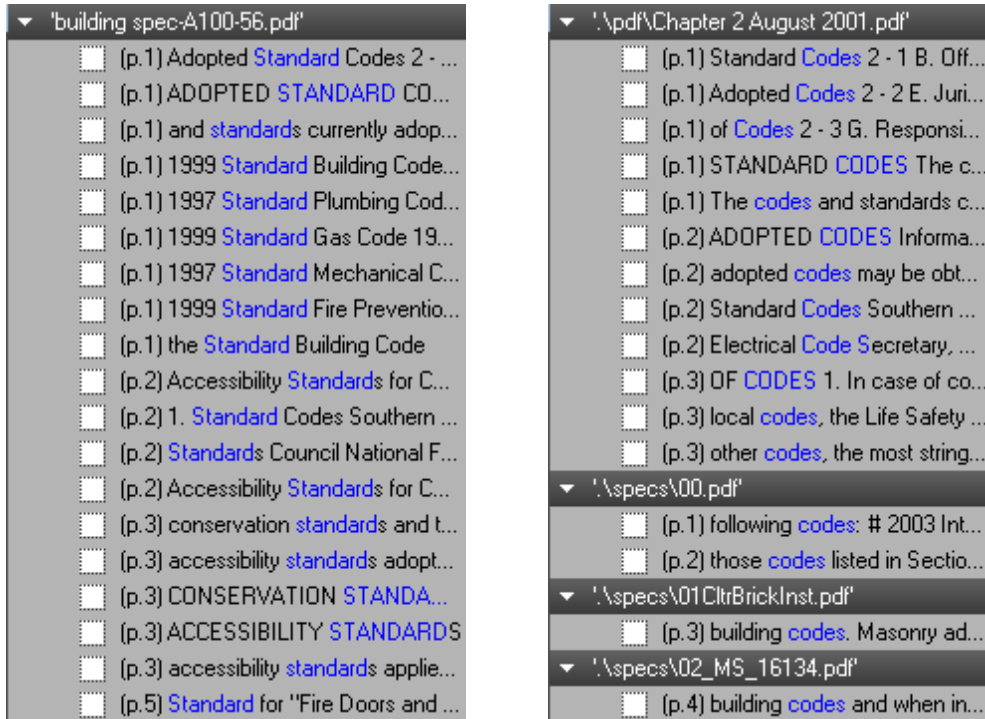 'building spec-A100-56.pdf'
(p.1) Adopted Standard Codes 2 - ...
(p.1) ADOPTED STANDARD CO...
(p.1) and standards currently adop...
(p.1) 1999 Standard Building Code...
(p.1) 1997 Standard Plumbing Cod...
(p.1) 1999 Standard Gas Code 19...
(p.1) 1997 Standard Mechanical C...
(p.1) 1999 Standard Fire Preventio...
(p.1) the Standard Building Code
(p.2) Accessibility Standards for C...
(p.2) 1. Standard Codes Southern ...
(p.2) Standards Council National F...
(p.2) Accessibility Standards for C...
(p.3) conservation standards and t...
(p.3) accessibility standards adopt...
(p.3) CONSERVATION STANDA...
(p.3) ACCESSIBILITY STANDARDS
(p.3) accessibility standards applie...
(p.5) Standard for "Fire Doors and ...
'.\pdf\Chapter 2 August 2001.pdf'
(p.1) Standard Codes 2 - 1 B. Off...
(p.1) Adopted Codes 2 - 2 E. Juri...
(p.1) of Codes 2 - 3 G. Responsi...
(p.1) STANDARD CODES The c...
(p.1) The codes and standards c...
(p.2) ADOPTED CODES Informa...
(p.2) adopted codes may be obt...
(p.2) Standard Codes Southern ...
(p.2) Electrical Code Secretary, ...
(p.3) OF CODES 1. In case of co...
(p.3) local codes, the Life Safety ...
(p.3) other codes, the most string...
'.\specs\00.pdf'
(p.1) following codes: # 2003 Int...
(p.2) those codes listed in Sectio...
'.\specs\01CltrBrickInst.pdf'
(p.3) building codes. Masonry ad...
'.\specs\02_MS_16134.pdf'
(p.4) building codes and when in...